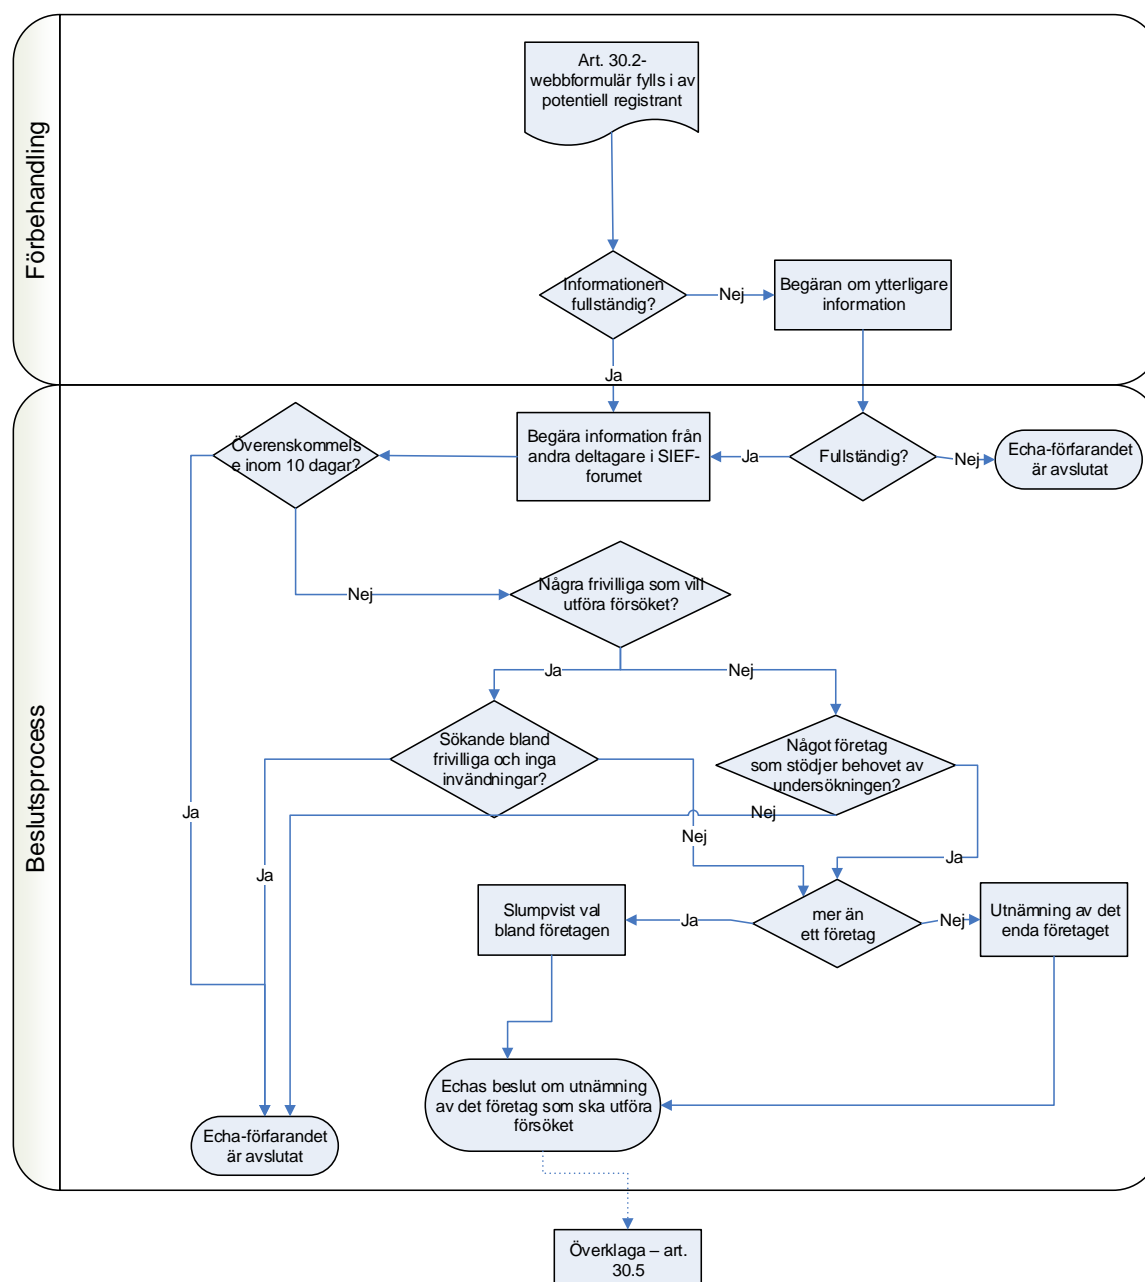 Förbehandling
Art. 30.2-
webbformulär fylls i av
potentiell registrant
Informationen
fullständig?
Nej
Begäran om ytterligare
information
Ja
Beslutsprocess
Överenskommels
e inom 10 dagar?
Begära information från
andra deltagare i SIEF-
forumet
Ja
Fullständig?
Nej
Echa-förfarandet
är avslutat
Nej
Några frivilliga som vill
utföra försöket?
Ja
Nej
Sökande bland
frivilliga och inga
invändningar?
Något företag
som stödjer behovet av
undersökningen?
Ja
Nej
Nej
Ja
Ja
Slumpvist val
bland företagen
Ja
mer än
ett företag
Nej
Utnämning av det
enda företaget
Echas beslut om utnämning
av det företag som ska utföra
försöket
Echa-förfarandet
är avslutat
Överklaga – art.
30.5